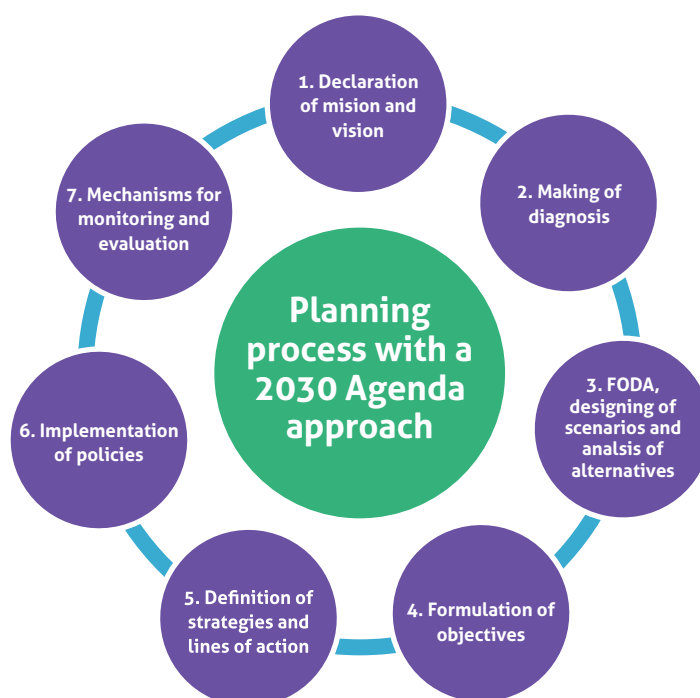 1. Declaration
of mision and
vision
2. Making of
diagnosis
3. FODA,
designing of
scenarios and
analsis of
alternatives
4. Formulation of
objectives
5. Definition of
strategies and
lines of action
6. Implementation
of policies
7. Mechanisms for
monitoring and
evaluation
Planning
process with a
2030 Agenda
approach